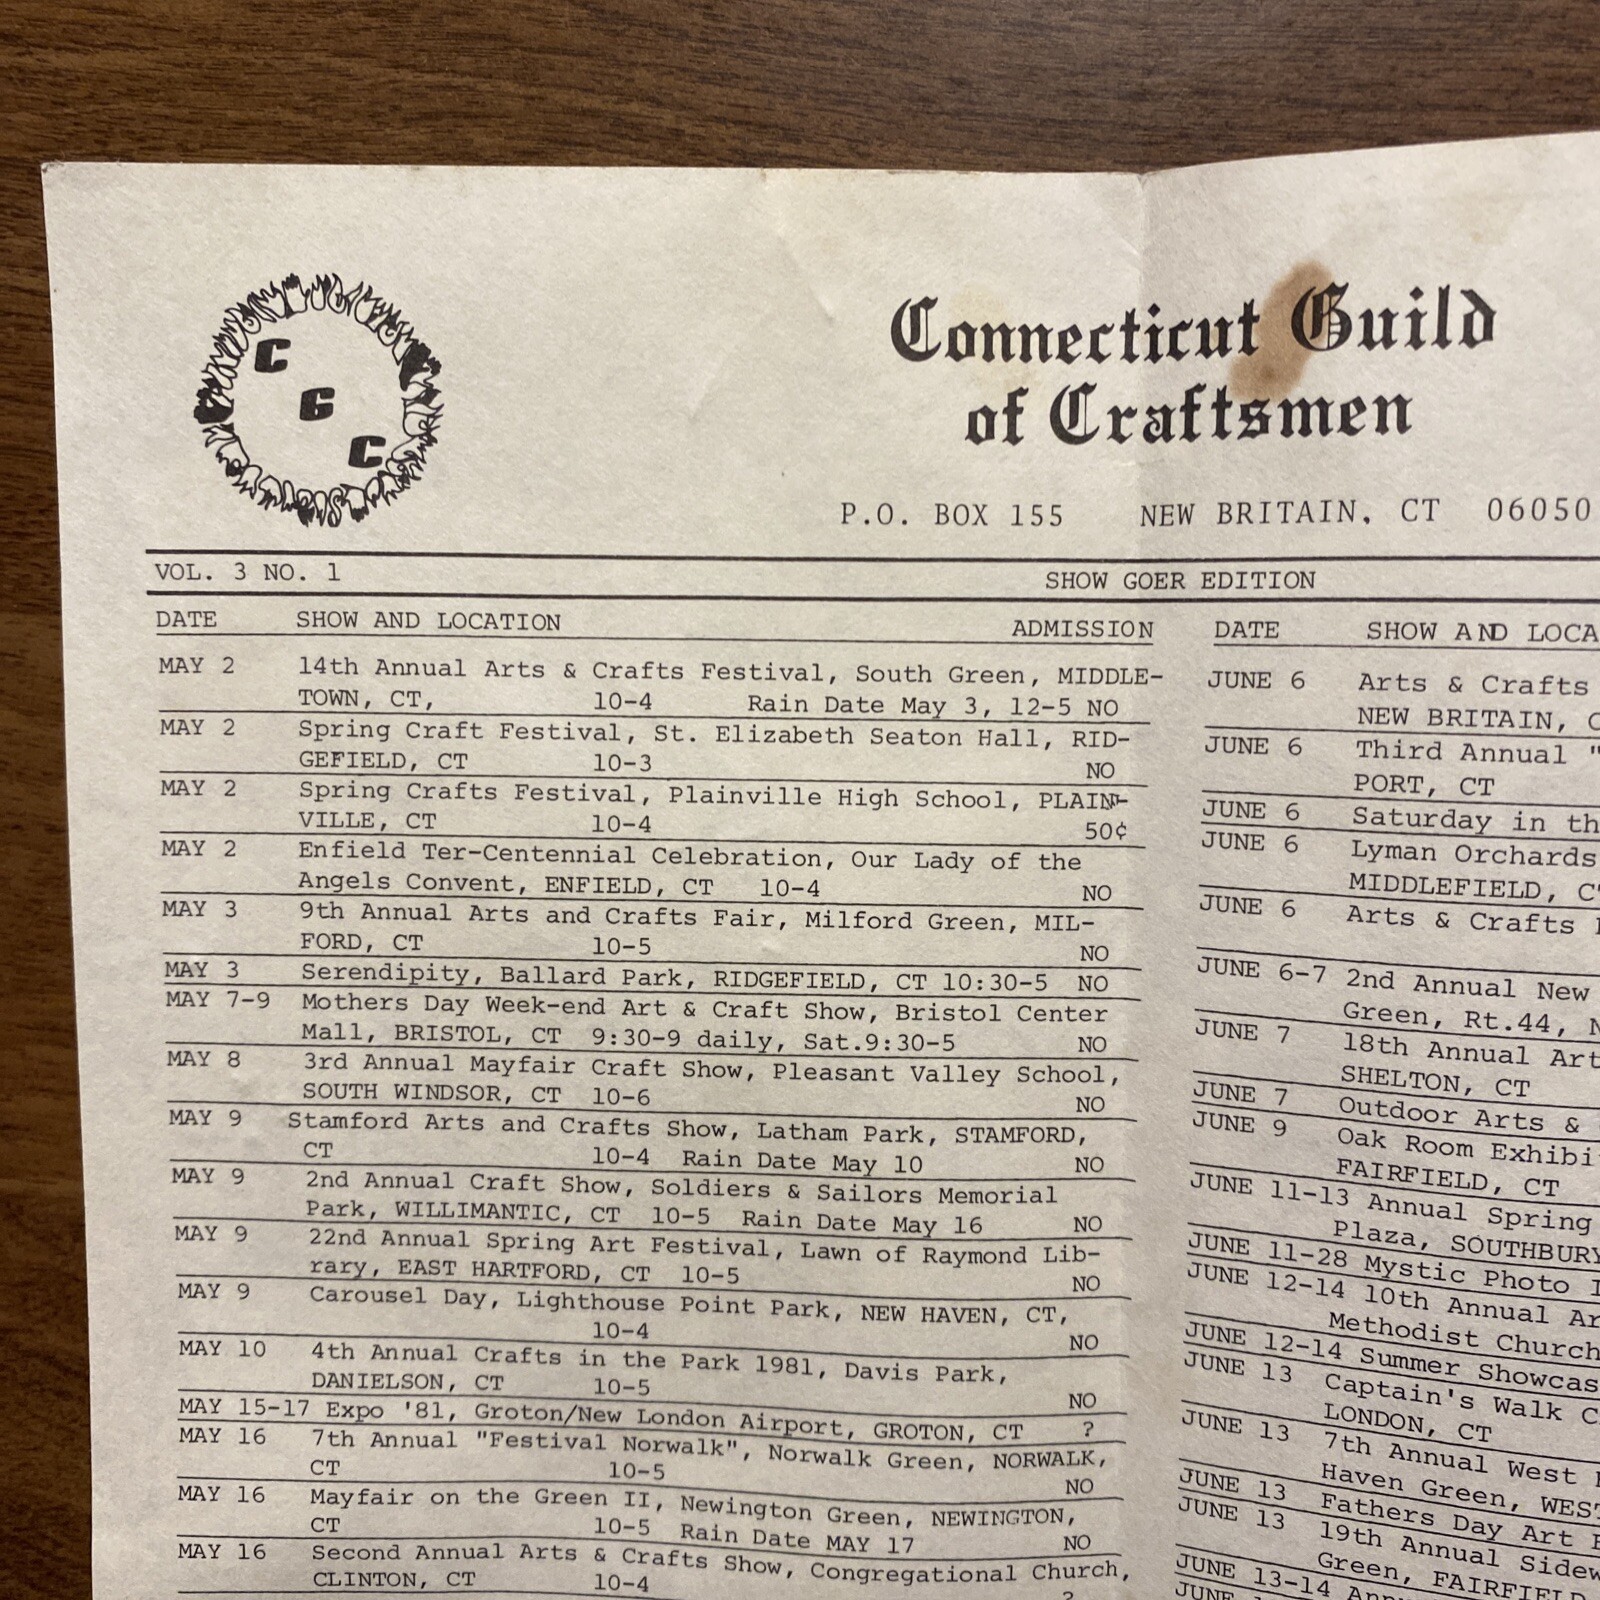 C
G
C
Connecticut Guild
of Craftsmen
P.O. BOX 155 NEW BRITAIN, CT 06050
VOL. 3 NO. 1 SHOW GOER EDITION
DATE SHOW AND LOCATION ADMISSION
MAY 2 14th Annual Arts & Crafts Festival, South Green, MIDDLE-
TOWN, CT, 10-4 Rain Date May 3, 12-5 NO
MAY 2 Spring Craft Festival, St. Elizabeth Seaton Hall, RID-
GEFIELD, CT 10-3 NO
MAY 2 Spring Crafts Festival, Plainville High School, PLAIN-
VILLE, CT 10-4 50¢
MAY 2 Enfield Ter-Centennial Celebration, Our Lady of the
Angels Convent, ENFIELD, CT 10-4 NO
MAY 3 9th Annual Arts and Crafts Fair, Milford Green, MIL-
FORD, CT 10-5 NO
MAY 3 Serendipity, Ballard Park, RIDGEFIELD, CT 10:30-5 NO
MAY 7-9 Mothers Day Week-end Art & Craft Show, Bristol Center
Mall, BRISTOL, CT 9:30-9 daily, Sat.9:30-5 NO
MAY 8 3rd Annual Mayfair Craft Show, Pleasant Valley School,
SOUTH WINDSOR, CT 10-6 NO
MAY 9 Stamford Arts and Crafts Show, Latham Park, STAMFORD,
CT 10-4 Rain Date May 10 NO
MAY 9 2nd Annual Craft Show, Soldiers & Sailors Memorial
Park, WILLIMANTIC, CT 10-5 Rain Date May 16 NO
MAY 9 22nd Annual Spring Art Festival, Lawn of Raymond Lib-
rary, EAST HARTFORD, CT 10-5 NO
MAY 9 Carousel Day, Lighthouse Point Park, NEW HAVEN, CT,
10-4 NO
MAY 10 4th Annual Crafts in the Park 1981, Davis Park,
DANIELSON, CT 10-5 NO
MAY 15-17 Expo '81, Groton/New London Airport, GROTON, CT ?
MAY 16 7th Annual "Festival Norwalk", Norwalk Green, NORWALK,
CT 10-5 NO
MAY 16 Mayfair on the Green II, Newington Green, NEWINGTON,
CT 10-5 Rain Date MAY 17 NO
MAY 16 Second Annual Arts & Crafts Show, Congregational Church,
CLINTON, CT 10-4 ?
DATE SHOW AND LOCA
JUNE 6 Arts & Crafts
NEW BRITAIN,
JUNE 6 Third Annual "
PORT, CT
JUNE 6 Saturday in th
JUNE 6 Lyman Orchards
MIDDLEFIELD, C
JUNE 6 Arts & Crafts
JUNE 6-7 2nd Annual New
Green, Rt.44,
JUNE 7 18th Annual Art
SHELTON, CT
JUNE 7 Outdoor Arts &
JUNE 9 Oak Room Exhibi
FAIRFIELD, CT
JUNE 11-13 Annual Spring
Plaza, SOUTHBURY
JUNE 11-28 Mystic Photo
JUNE 12-14 10th Annual Ar
Methodist Church
JUNE 12-14 Summer Showcas
JUNE 13 Captain's Walk C
LONDON, CT
JUNE 13 7th Annual West
Haven Green, WEST
JUNE 13 Fathers Day Art
JUNE 13 19th Annual Sidew
Green, FAIRFIELD
JUNE 13-14 Ann